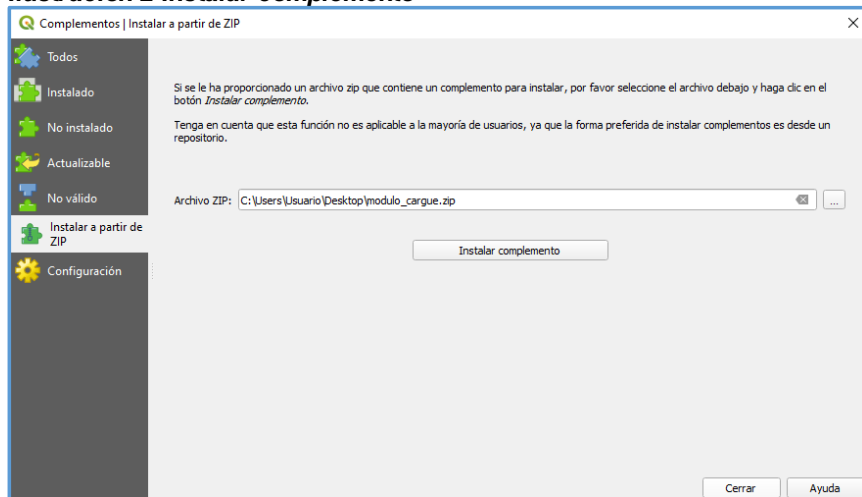 Ilustración 2 Instalar complemento
Complementos | Instalar a partir de ZIP
Todos
Instalado
No instalado
Actualizable
No válido
Instalar a partir de
ZIP
Configuración
Si se le ha proporcionado un archivo zip que contiene un complemento para instalar, por favor seleccione el archivo debajo y haga clic en el
botón Instalar complemento.
Tenga en cuenta que esta función no es aplicable a la mayoría de usuarios, ya que la forma preferida de instalar complementos es desde un
repositorio.
Archivo ZIP: C:\Users\Usuario\Desktop\modulo_cargue.zip
...
Instalar complemento
Cerrar
Ayuda